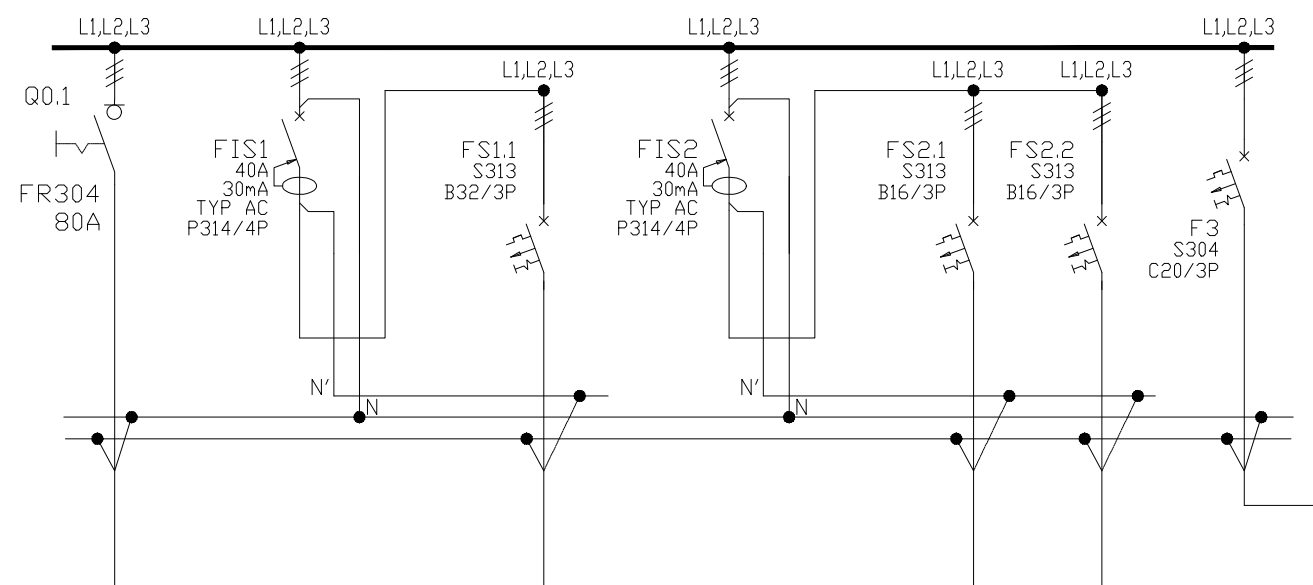 L1,L2,L3
L1,L2,L3
L1,L2,L3
L1,L2,L3
L1,L2,L3
L1,L2,L3
L1,L2,L3
Q0.1
FR304
80A
FIS1
40A
30mA
TYP AC
P314/4P
FS1.1
S313
B32/3P
FIS2
40A
30mA
TYP AC
P314/4P
FS2.1
S313
B16/3P
FS2.2
S313
B16/3P
F3
S304
C20/3P
N'
N
N'
N